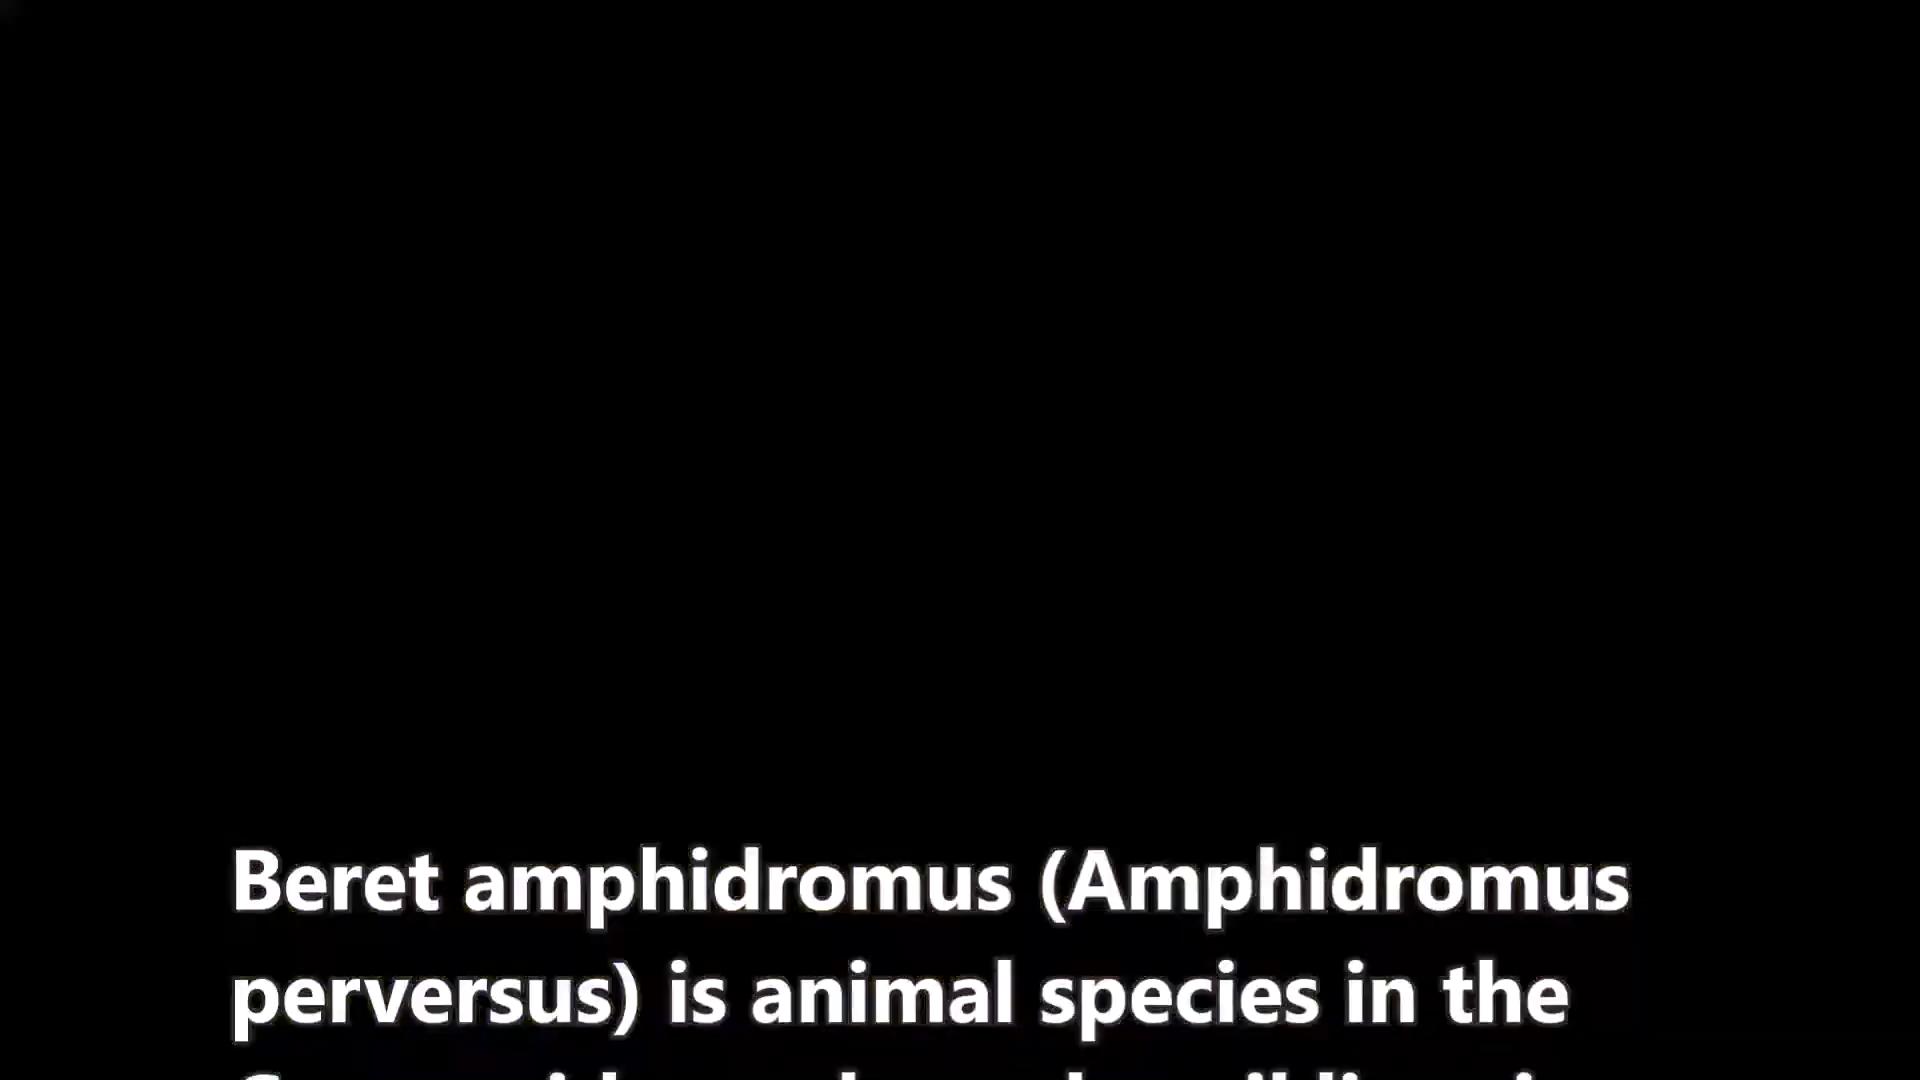 Beret amphidromus (Amphidromus
perversus) is animal species in the